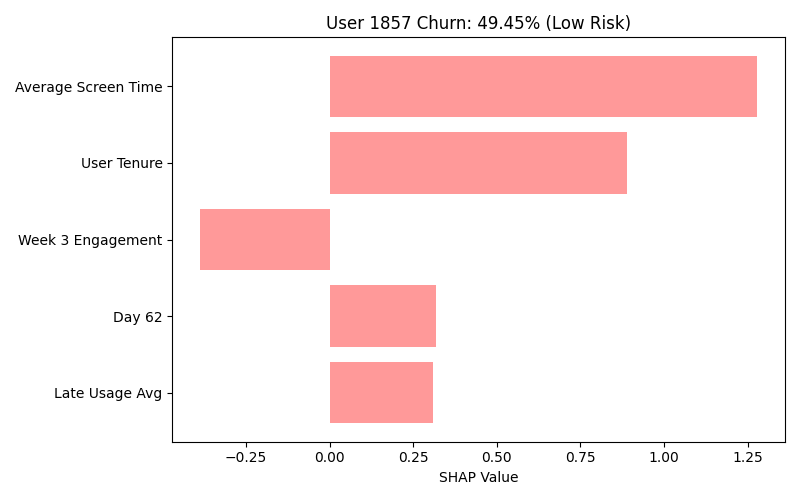 User 1857 Churn: 49.45% (Low Risk)
Average Screen Time
User Tenure
Week 3 Engagement
Day 62
Late Usage Avg
−0.25 0.00 0.25 0.50 0.75 1.00 1.25
SHAP Value